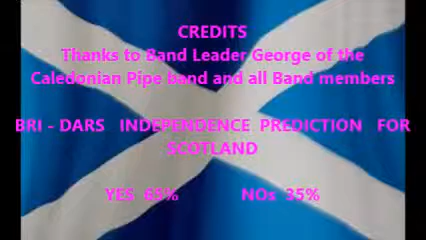 CREDITS
Thanks to Band Leader George of the
Caledonian Pipe band and all Band members
BRI - DARS INDEPENDENCE PREDICTION FOR
SCOTLAND
YES 65% NOs 35%